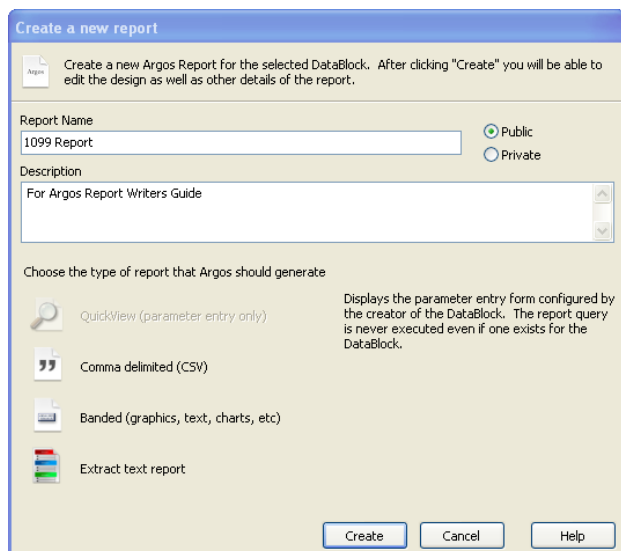 Create a new report
Argos
Create a new Argos Report for the selected DataBlock. After clicking "Create" you will be able to
edit the design as well as other details of the report.
Report Name
1099 Report
Public
Private
Description
For Argos Report Writers Guide
Choose the type of report that Argos should generate
QuickView (parameter entry only)
Displays the parameter entry form configured by
the creator of the DataBlock. The report query
is never executed even if one exists for the
DataBlock.
Comma delimited (CSV)
Banded (graphics, text, charts, etc)
Extract text report
Create
Cancel
Help